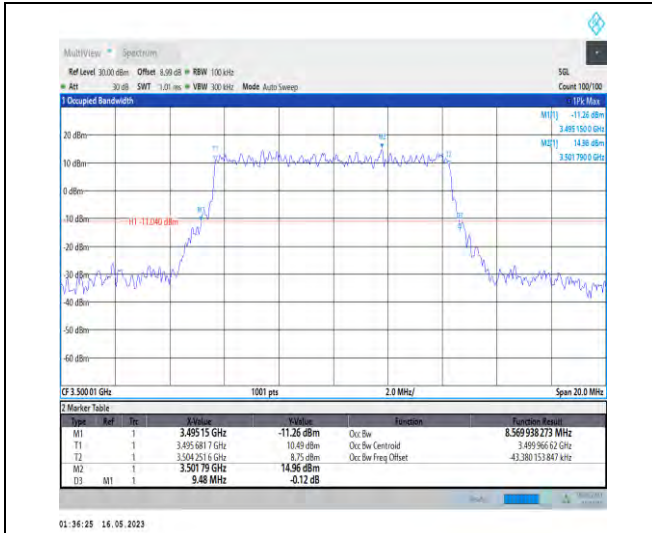 MultiView Spectrum
Ref Level 30.00 dBm Offset 8.99 dB RBW 100 kHz SGL
Att 30 dB SWT 1.01 ms VBW 300 kHz Mode Auto Sweep Count 100/100
1 Occupied Bandwidth 1Pk Max
M1[1] -11.26 dBm
3.495 150 0 GHz
M2[1] 14.96 dBm
3.501 790 0 GHz
20 dBm
T1
M2
T2
10 dBm
0 dBm
M1
D3
-10 dBm
H1 -11.040 dBm
-30 dBm
-40 dBm
-50 dBm
-60 dBm
CF 3.500 01 GHz 1001 pts 2.0 MHz/ Span 20.0 MHz
2 Marker Table
Type Ref Trc X-Value Y-Value Function Function Result
M1 1 3.495 15 GHz -11.26 dBm Occ Bw 8.569 938 273 MHz
T1 1 3.495 681 7 GHz 10.49 dBm Occ Bw Centroid 3.499 966 62 GHz
T2 1 3.504 251 6 GHz 8.75 dBm Occ Bw Freq Offset -43.380 153 847 kHz
M2 1 3.501 79 GHz 14.96 dBm
D3 M1 1 9.48 MHz -0.12 dB
01:36:25 16.05.2023